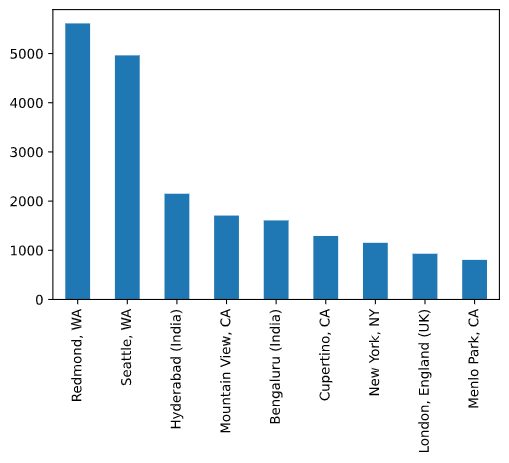 5000
4000
3000
2000
1000
0
Redmond, WA
Seattle, WA
Hyderabad (India)
Mountain View, CA
Bengaluru (India)
Cupertino, CA
New York, NY
London, England (UK)
Menlo Park, CA